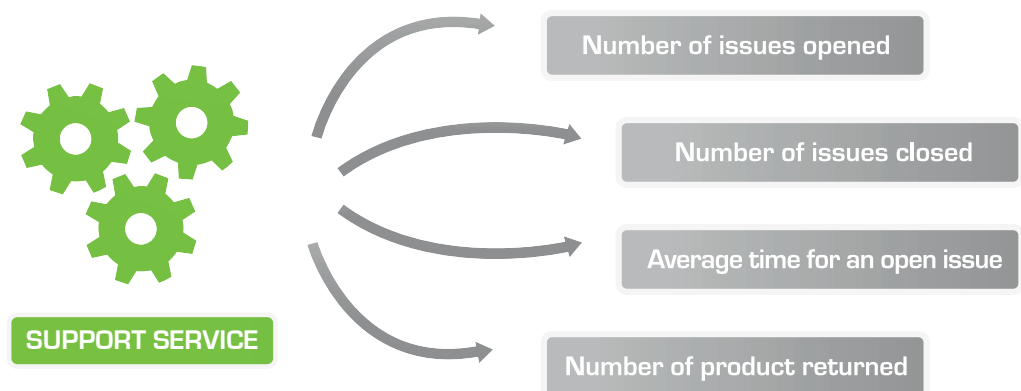 Number of issues opened
Number of issues closed
Average time for an open issue
SUPPORT SERVICE
Number of product returned